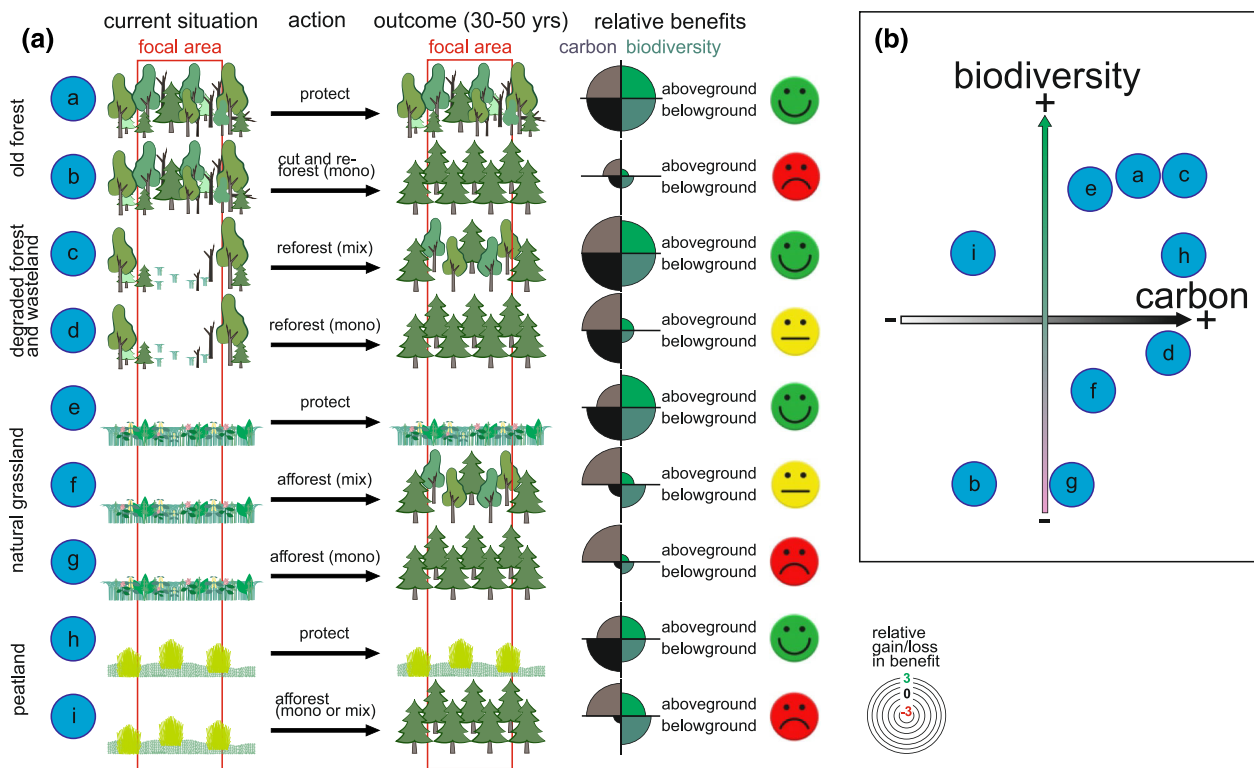 (a)
current situation
action
outcome (30-50 yrs)
relative benefits
focal area
focal area
carbon
biodiversity
old forest
a
protect
aboveground
belowground
b
cut and re-
forest (mono)
aboveground
belowground
degraded forest
and wasteland
c
reforest (mix)
aboveground
belowground
d
reforest (mono)
aboveground
belowground
natural grassland
e
protect
aboveground
belowground
f
afforest (mix)
aboveground
belowground
g
afforest (mono)
aboveground
belowground
peatland
h
protect
aboveground
belowground
i
afforest
(mono or mix)
aboveground
belowground
(b)
biodiversity
+
e
a
c
i
h
carbon
-
+
d
f
b
g
-
relative
gain/loss
in benefit
3
0
-3